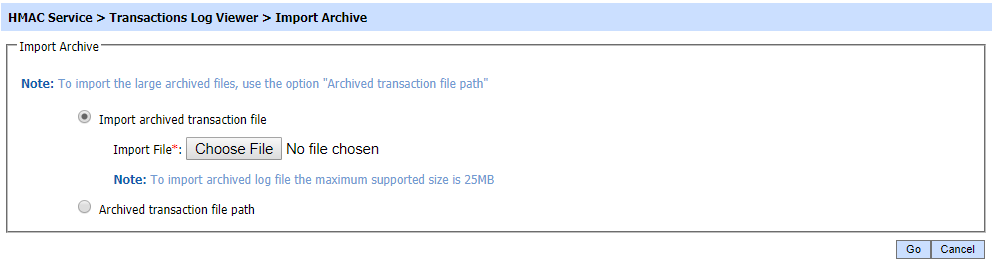 HMAC Service > Transactions Log Viewer > Import Archive
Import Archive
Note: To import the large archived files, use the option "Archived transaction file path"
Import archived transaction file
Import File*: Choose File No file chosen
Note: To import archived log file the maximum supported size is 25MB
Archived transaction file path
Go Cancel